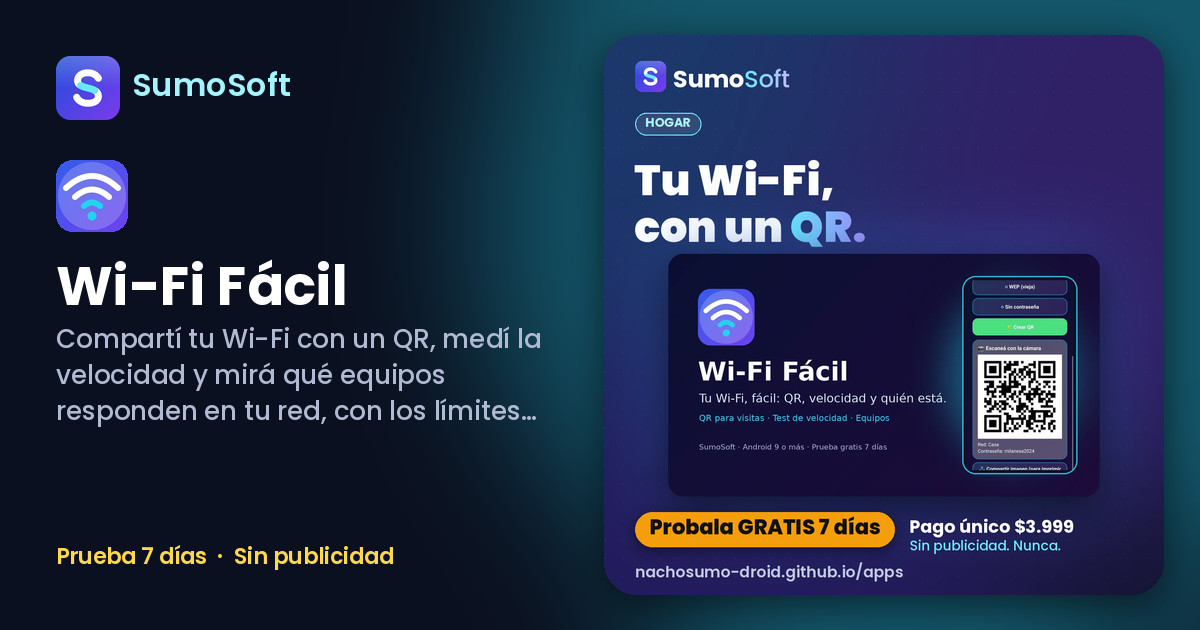 SumoSoft
Wi-Fi Fácil
Compartí tu Wi-Fi con un QR, medí la
velocidad y mirá qué equipos
responden en tu red, con los límites…
Prueba 7 días · Sin publicidad
SumoSoft
HOGAR
Tu Wi-Fi,
con un QR.
Wi-Fi Fácil
Tu Wi-Fi, fácil: QR, velocidad y quién está.
QR para visitas · Test de velocidad · Equipos
SumoSoft · Android 9 o más · Prueba gratis 7 días
WEP (vieja)
Sin contraseña
Crear QR
Escaneá con la cámara
Red: Casa
Contraseña: milanesa2024
Compartir imagen (para imprimir
Probala GRATIS 7 días
Pago único $3.999
Sin publicidad. Nunca.
nachosumo-droid.github.io/apps